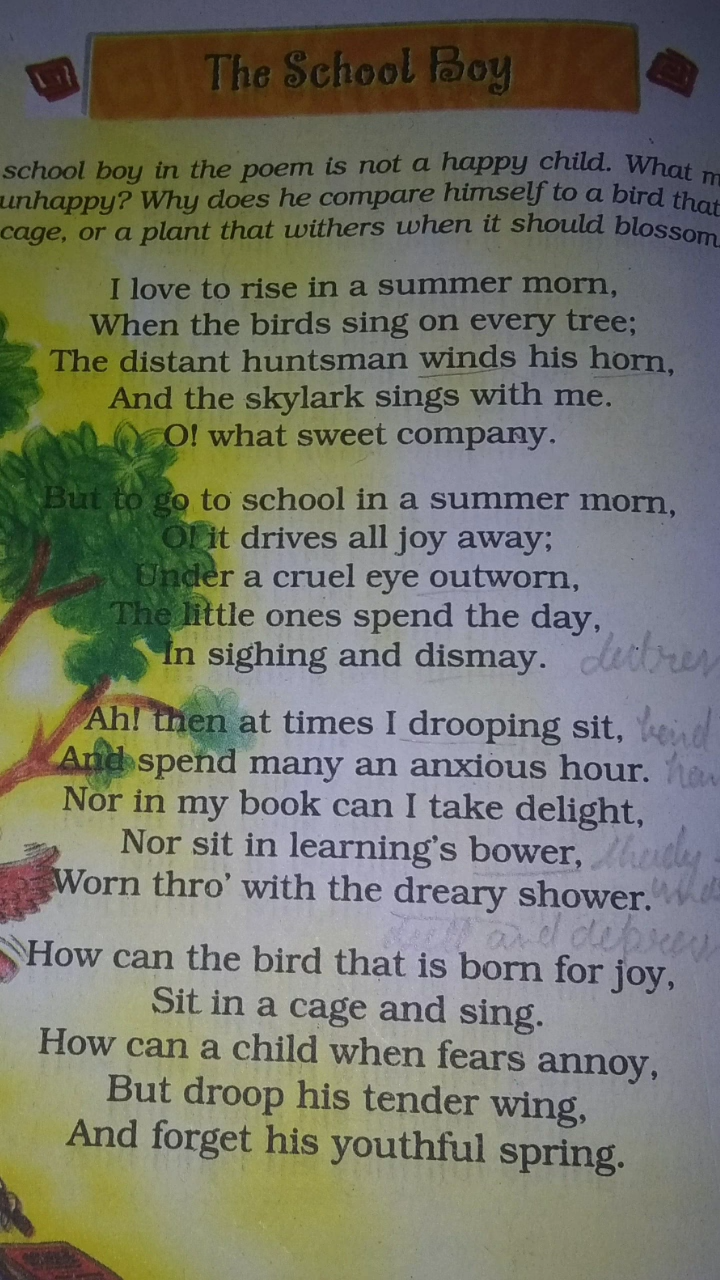 The School Boy
school boy in the poem is not a happy child. What
unhappy? Why does he compare himself to a bird that
cage, or a plant that withers when it should blossom
I love to rise in a summer morn,
When the birds sing on every tree;
The distant huntsman winds his horn,
And the skylark sings with me.
O! what sweet company.
But to go to school in a summer morn,
O! it drives all joy away;
Under a cruel eye outworn,
The little ones spend the day,
In sighing and dismay.
Ah! then at times I drooping sit, bend
And spend many an anxious hour.
Nor in my book can I take delight,
Nor sit in learning's bower, shady
Worn thro' with the dreary shower.
dull and
How can the bird that is born for joy,
Sit in a cage and sing.
How can a child when fears annoy,
But droop his tender wing,
And forget his youthful spring.